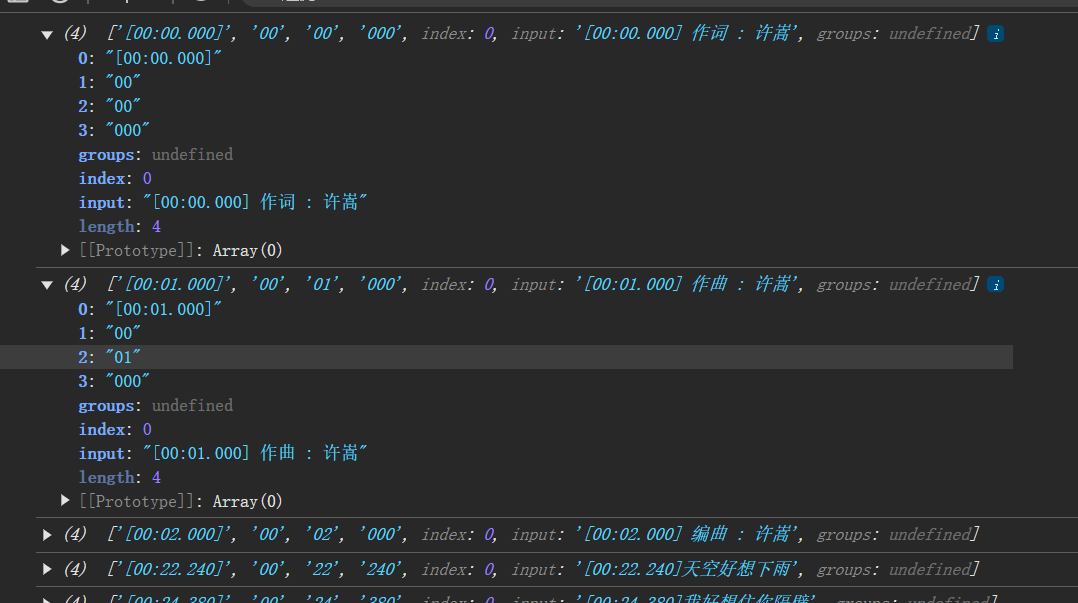 (4) ['[00:00.000]', '00', '00', '000', index: 0, input: '[00:00.000] 作词 : 许嵩', groups: undefined]
0: "[00:00.000]"
1: "00"
2: "00"
3: "000"
groups: undefined
index: 0
input: "[00:00.000] 作词 : 许嵩"
length: 4
[[Prototype]]: Array(0)
(4) ['[00:01.000]', '00', '01', '000', index: 0, input: '[00:01.000] 作曲 : 许嵩', groups: undefined]
0: "[00:01.000]"
1: "00"
2: "01"
3: "000"
groups: undefined
index: 0
input: "[00:01.000] 作曲 : 许嵩"
length: 4
[[Prototype]]: Array(0)
(4) ['[00:02.000]', '00', '02', '000', index: 0, input: '[00:02.000] 编曲 : 许嵩', groups: undefined]
(4) ['[00:22.240]', '00', '22', '240', index: 0, input: '[00:22.240]天空好想下雨', groups: undefined]
(4) ['[00:24.380]', '00', '24', '380', index: 0, input: '[00:24.380]我好想住你隔壁', groups: undefined]